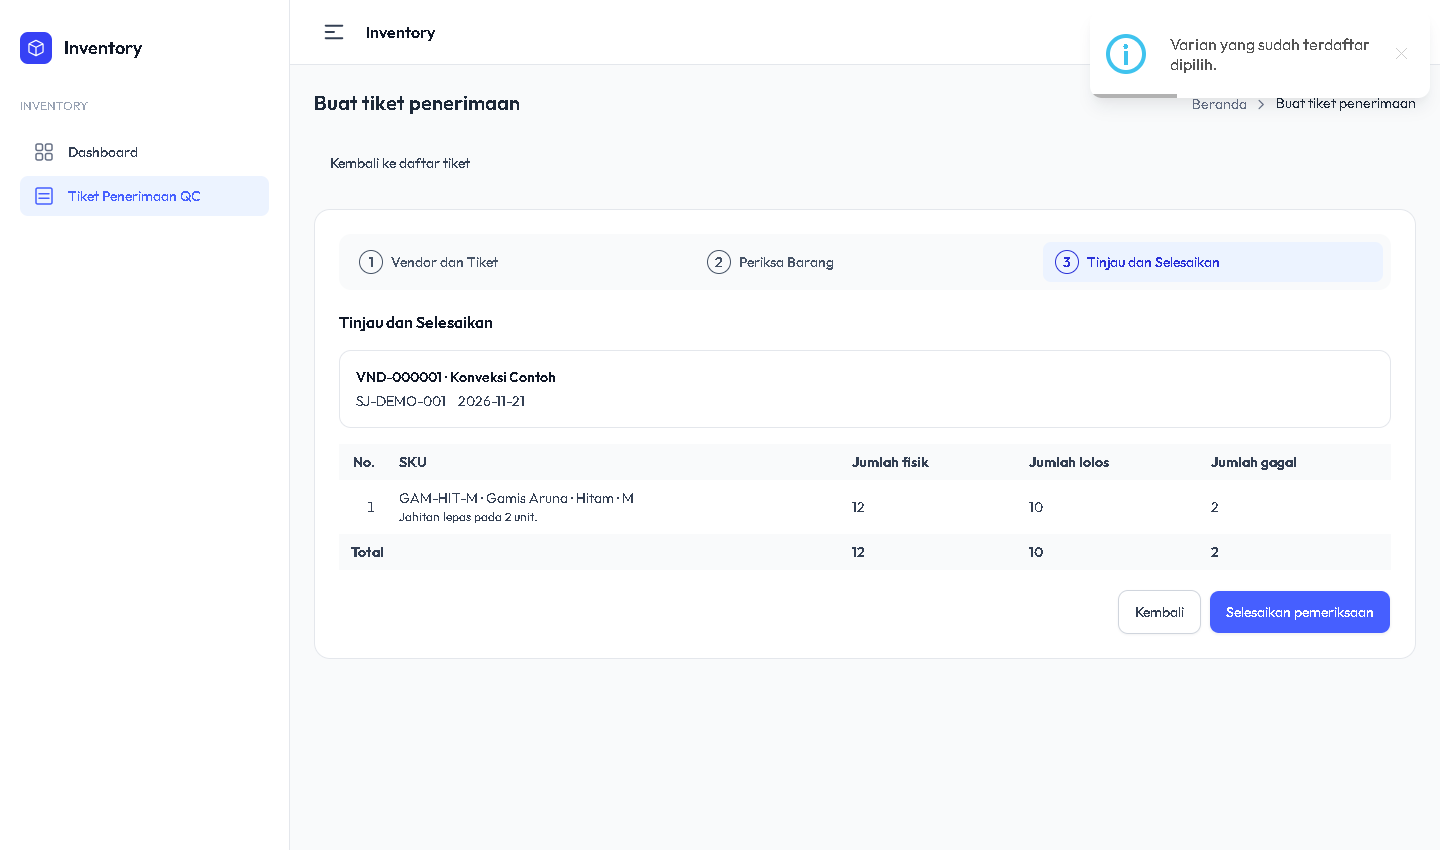 Inventory
INVENTORY
Dashboard
Tiket Penerimaan QC
Inventory
Varian yang sudah terdaftar
dipilih.
Buat tiket penerimaan
Beranda > Buat tiket penerimaan
Kembali ke daftar tiket
1 Vendor dan Tiket
2 Periksa Barang
3 Tinjau dan Selesaikan
Tinjau dan Selesaikan
VND-000001 · Konveksi Contoh
SJ-DEMO-001 2026-11-21
No. SKU Jumlah fisik Jumlah lolos Jumlah gagal
1 GAM-HIT-M · Gamis Aruna · Hitam · M 12 10 2
Jahitan lepas pada 2 unit.
Total 12 10 2
Kembali
Selesaikan pemeriksaan